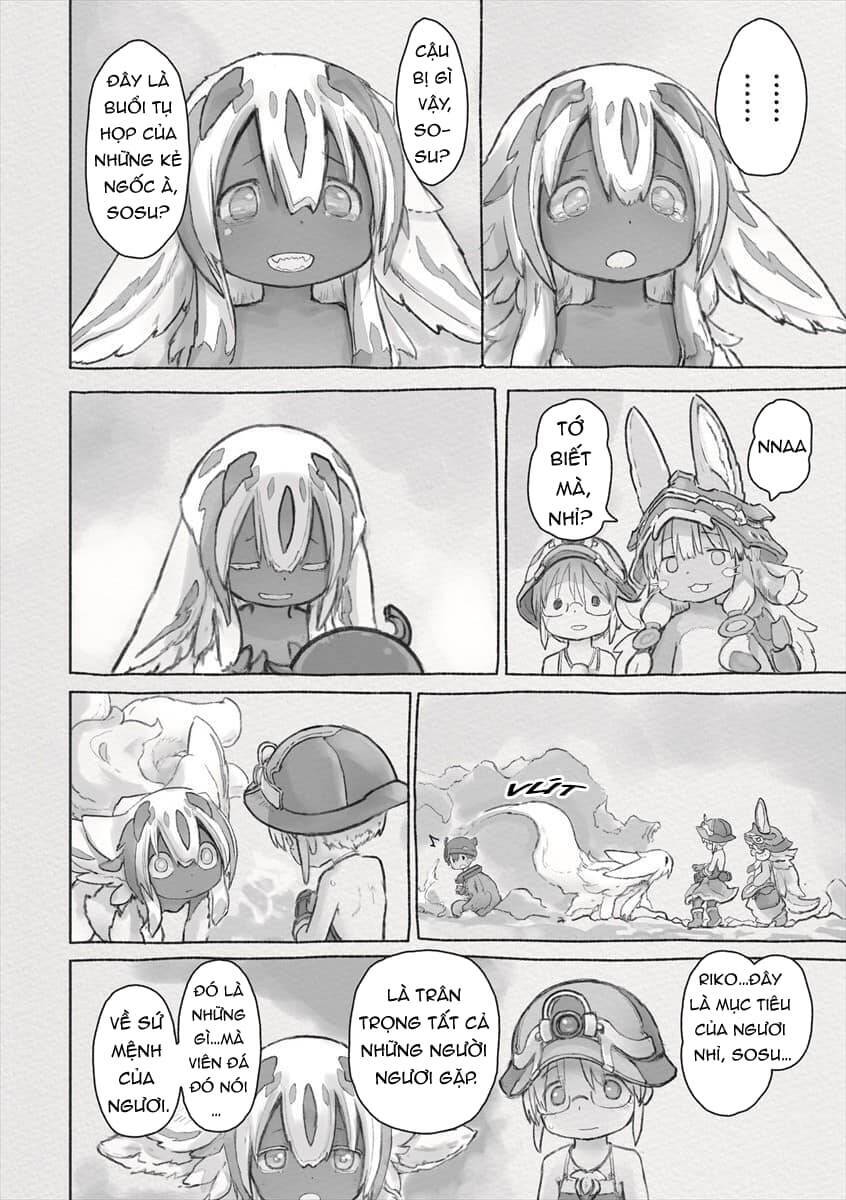 ......
CẬU
BỊ GÌ
VẬY,
SO-
SU?
ĐÂY LÀ
BUỔI TỤ
HỌP CỦA
NHỮNG KẺ
NGỐC À,
SOSU?
NNAA
TỚ
BIẾT
MÀ,
NHỈ?
VLÍT
RIKO...ĐÂY
LÀ MỤC TIÊU
CỦA NGƯƠI
NHỈ, SOSU...
LÀ TRÂN
TRỌNG TẤT CẢ
NHỮNG NGƯỜI
NGƯƠI GẶP.
ĐÓ LÀ
NHỮNG
GÌ...MÀ
VIÊN ĐÁ
ĐÓ NÓI
...
VỀ SỨ
MỆNH CỦA
NGƯƠI.